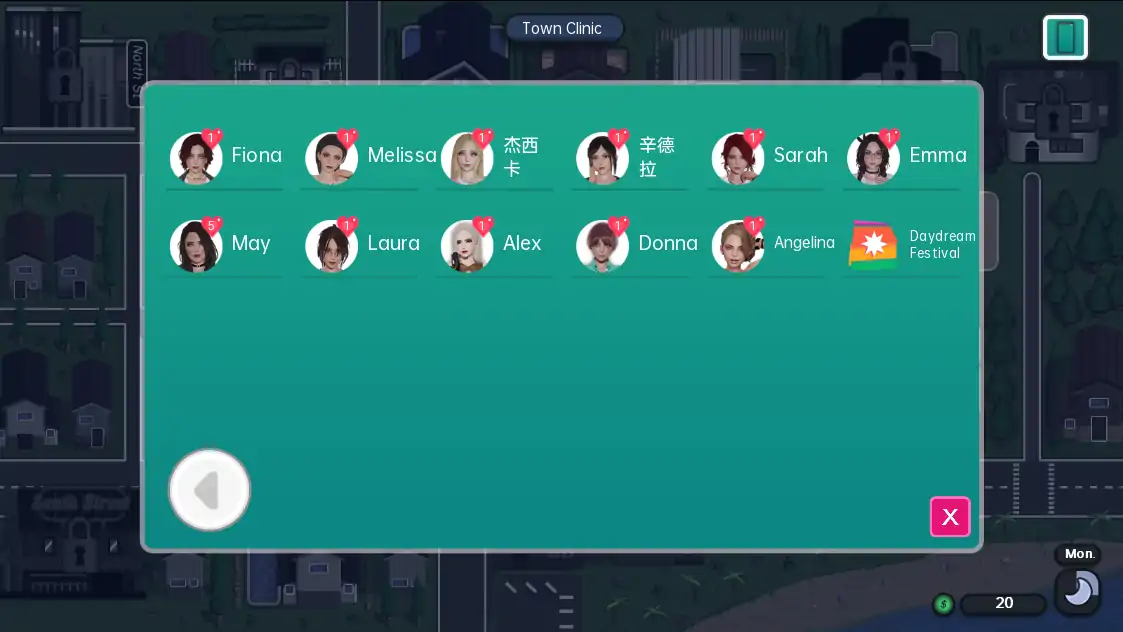 Town Clinic
North St
1
Fiona
1
Melissa
1
杰西
卡
1
辛德
拉
1
Sarah
1
Emma
5
May
1
Laura
1
Alex
1
Donna
1
Angelina
Daydream
Festival
South Street
X
Mon.
$
20